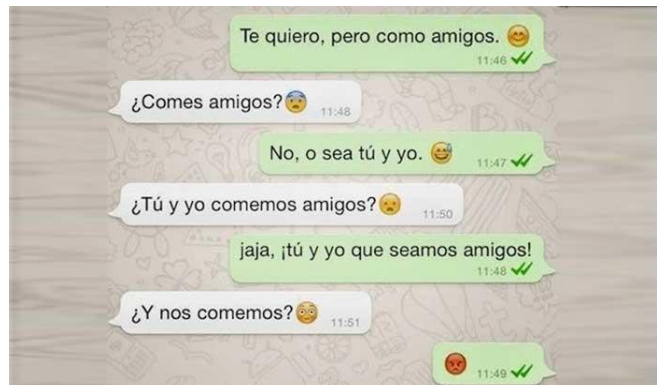 Te quiero, pero como amigos. 😊
11:46
¿Comes amigos?😨
11:48
No, o sea tú y yo. 😅
11:47
¿Tú y yo comemos amigos?😦
11:50
jaja, ¡tú y yo que seamos amigos!
11:48
¿Y nos comemos?😳
11:51
😡
11:49